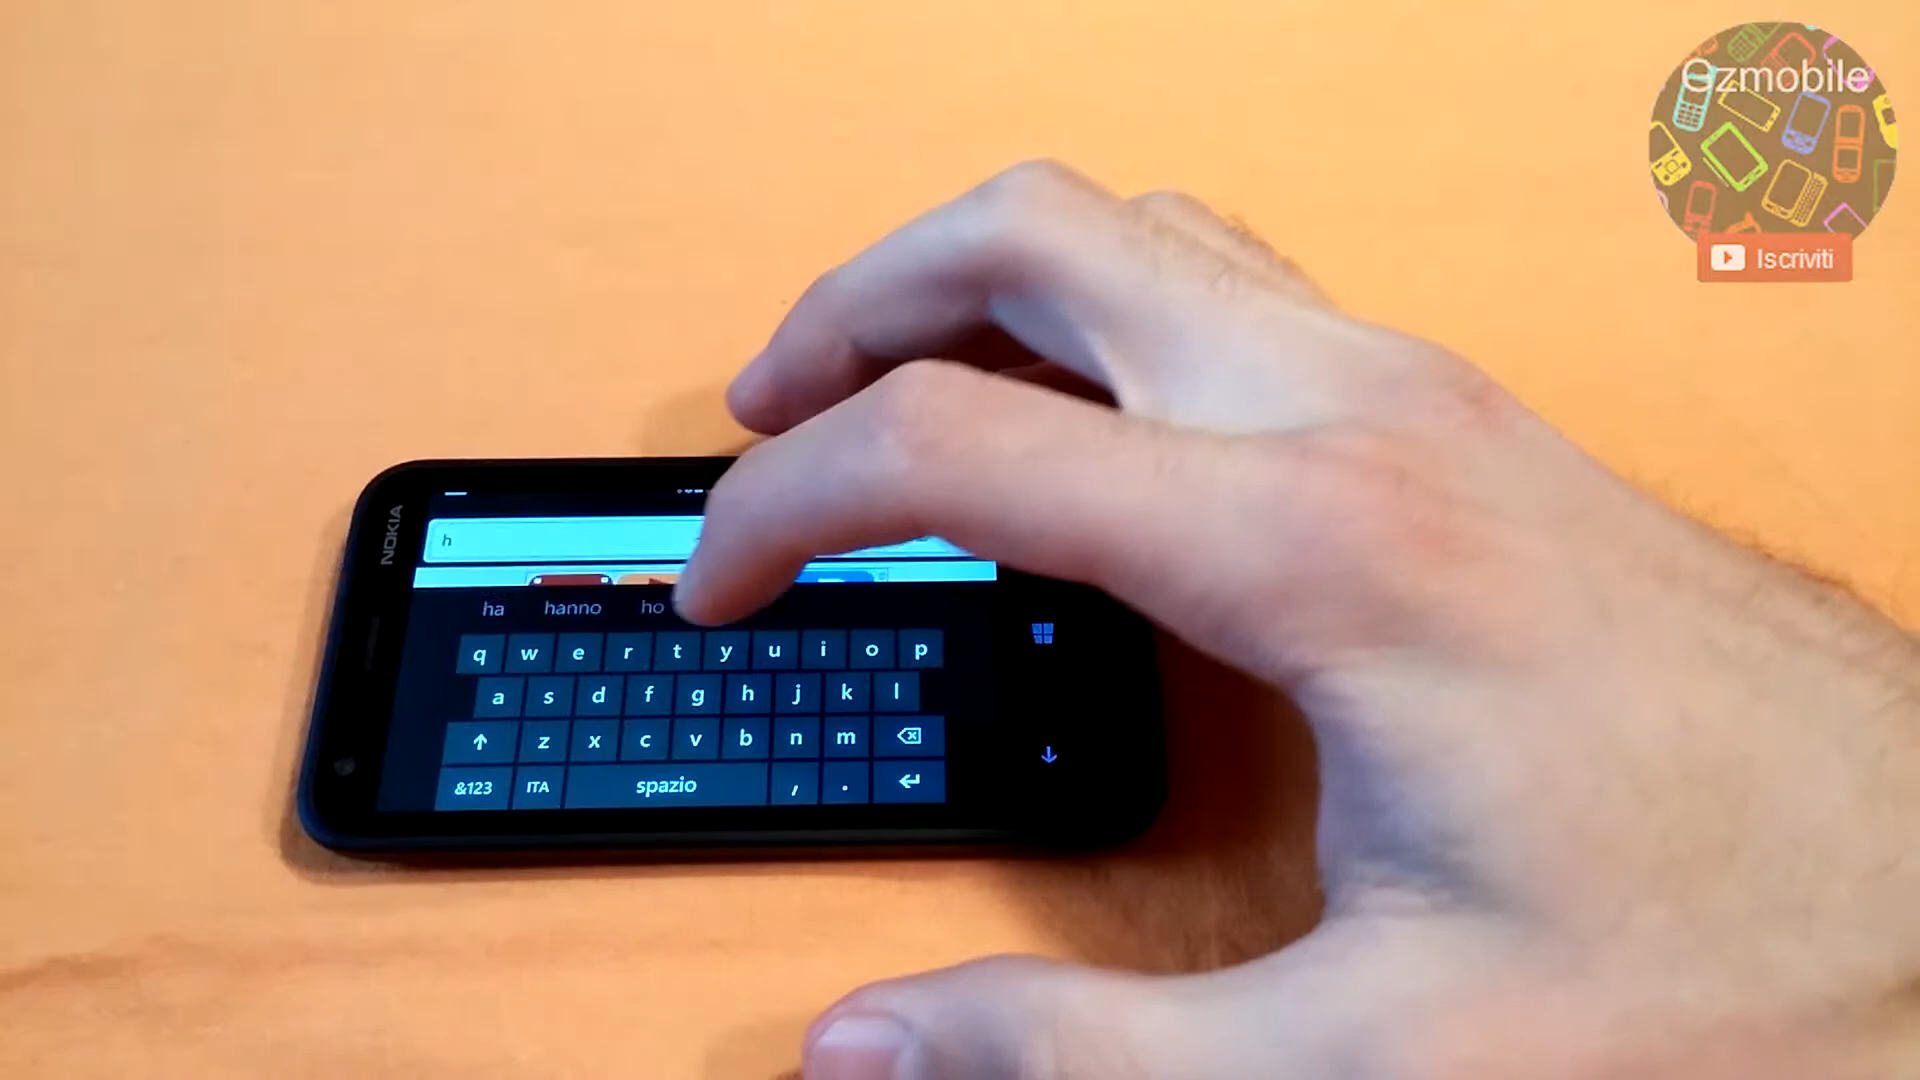 Ozmobile
Iscriviti
NOKIA
h
ha hanno ho
q w e r t y u i o p
a s d f g h j k l
z x c v b n m
&123 ITA spazio , .